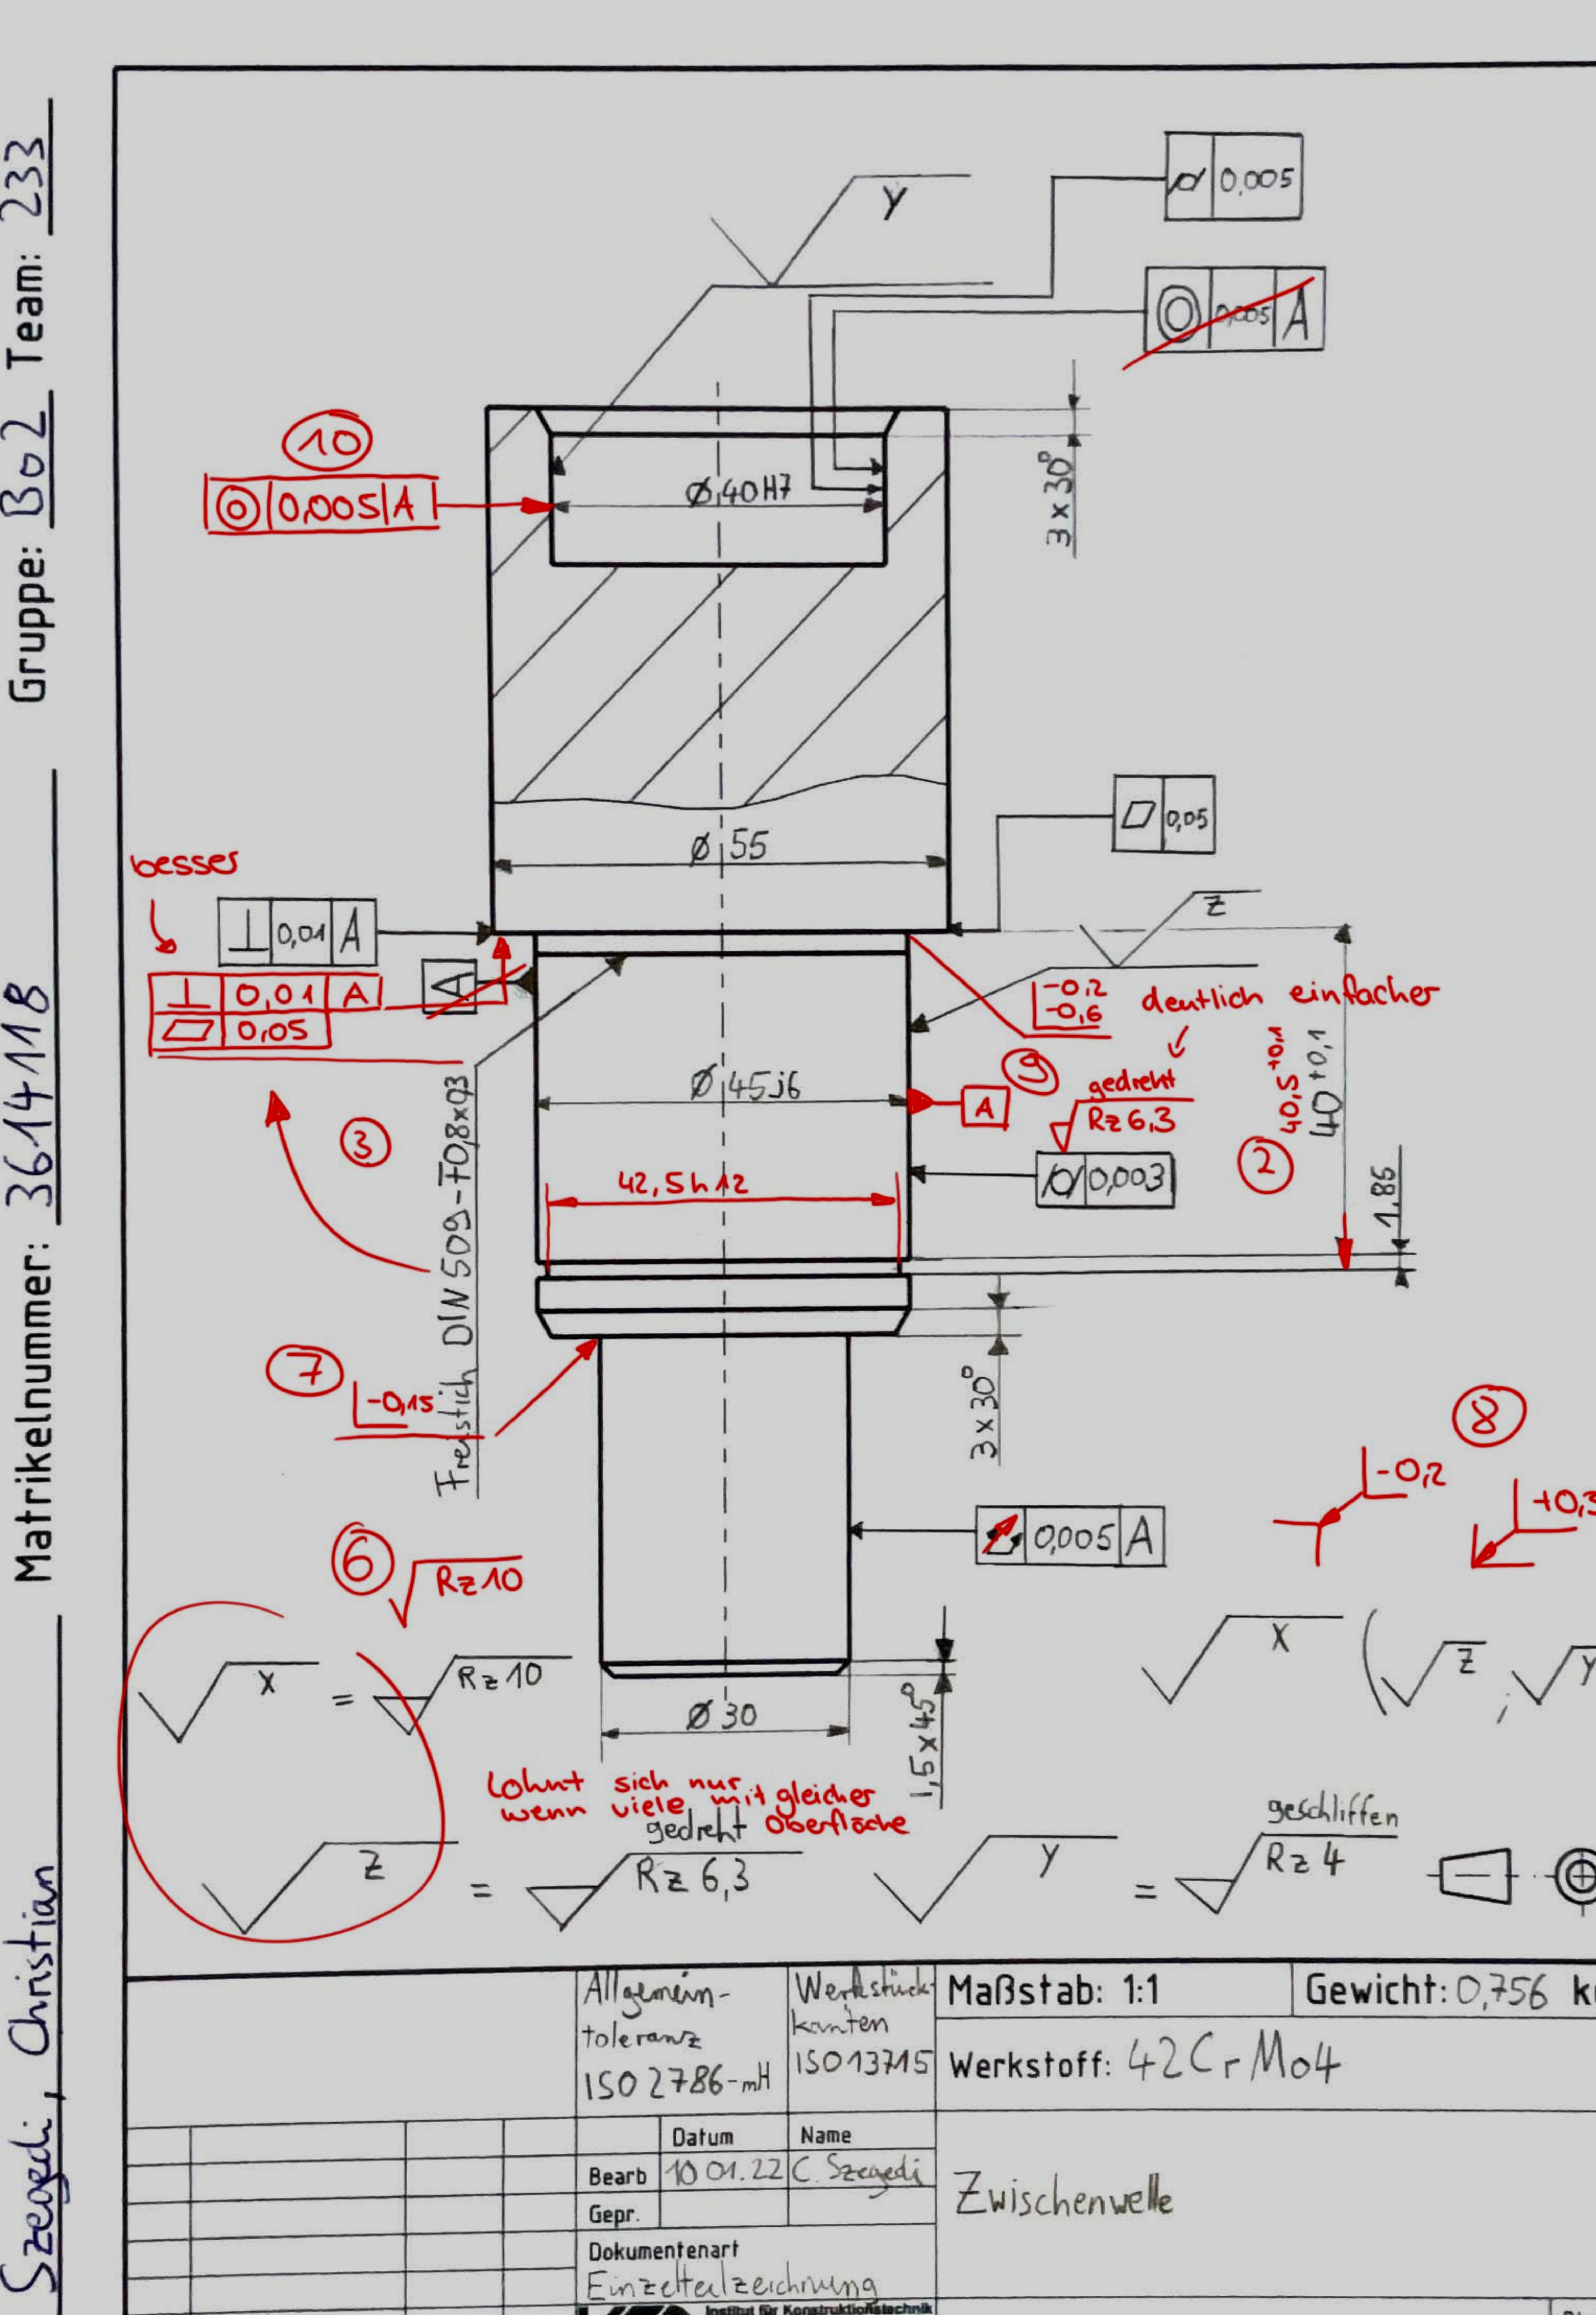 Szegedi, Christian Matrikelnummer: 3614118 Gruppe: Bo2 Team: 233
Y
0,005
0,005 A
10
0,005 A
Ø 40 H7
3 x 30°
Ø 55
0,05
besser
0,01 A
0,01 A
0,05
A
Z
-0,2
-0,6
deutlich einfacher
9
gedreht
Rz 6,3
A
40,5 +0,1
40 +0,1
3
Freistich DIN 509-F0,8x0,3
Ø 45 j6
0,003
2
42,5 h 12
1,85
7
-0,15
3 x 30°
8
-0,2
+0,3
0,005 A
6
Rz 10
X = Rz 10
X ( Z ; Y
Ø 30
1,5 x 45°
lohnt sich nur
wenn viele mit gleicher
Oberfläche
gedreht
Z = Rz 6,3
geschliffen
Y = Rz 4
Allgemein-
toleranz
ISO 2786-mH
Werkstück-
kanten
ISO 13715
Maßstab: 1:1
Gewicht: 0,756 k
Werkstoff: 42CrMo4
Datum Name
Bearb 10 01.22 C. Szegedi
Gepr.
Zwischenwelle
Dokumentenart
Einzelteilzeichnung
Institut für Konstruktionstechnik